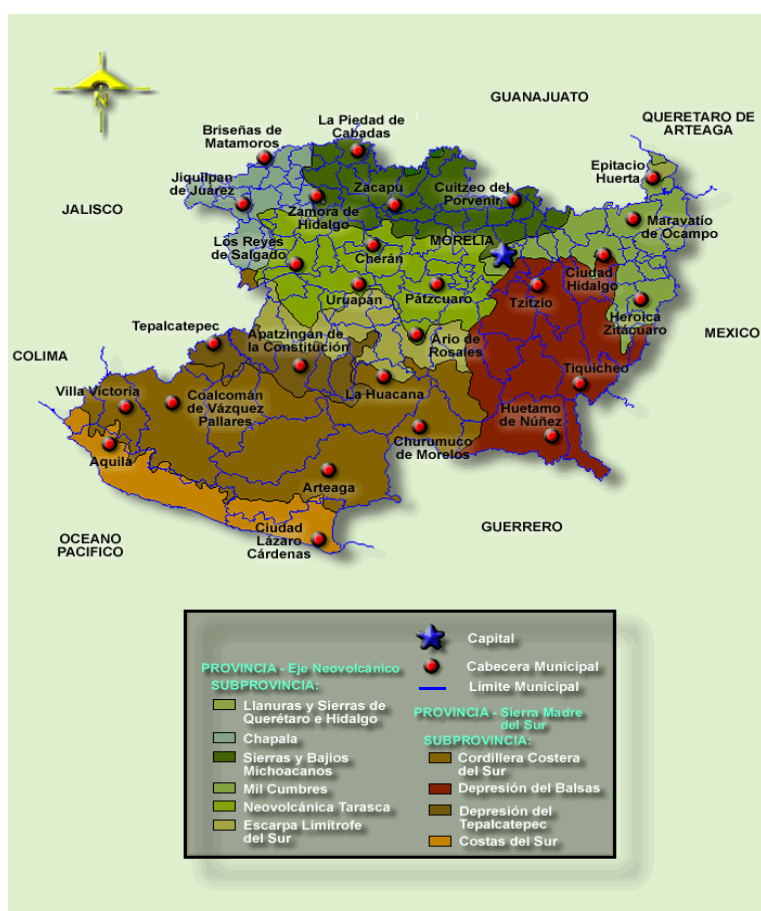 GUANAJUATO
QUERETARO DE
ARTEAGA
La Piedad de
Cabadas
Briseñas de
Matamoros
N
Epitacio
Huerta
Jiquilpan
de Juárez
Zacapu
Cuitzeo del
Porvenir
JALISCO
Zamora de
Hidalgo
Maravatío
de Ocampo
Los Reyes
de Salgado
MORELIA
Cherán
Ciudad
Hidalgo
Uruapan
Pátzcuaro
Tzitzio
Heroica
Zitácuaro
Tepalcatepec
Apatzingán de
la Constitución
Ario de
Rosales
MEXICO
COLIMA
Tiquicheo
Villa Victoria
Coalcomán
de Vázquez
Pallares
La Huacana
Huetamo
de Núñez
Churumuco
de Morelos
Aquila
Arteaga
OCEANO
PACIFICO
Ciudad
Lázaro
Cárdenas
GUERRERO
Capital
Cabecera Municipal
Límite Municipal
PROVINCIA - Eje Neovolcánico
SUBPROVINCIA:
Llanuras y Sierras de
Querétaro e Hidalgo
Chapala
Sierras y Bajios
Michoacanos
Mil Cumbres
Neovolcánica Tarasca
Escarpa Limitrofe
del Sur
PROVINCIA - Sierra Madre
del Sur
SUBPROVINCIA:
Cordillera Costera
del Sur
Depresión del Balsas
Depresión del
Tepalcatepec
Costas del Sur